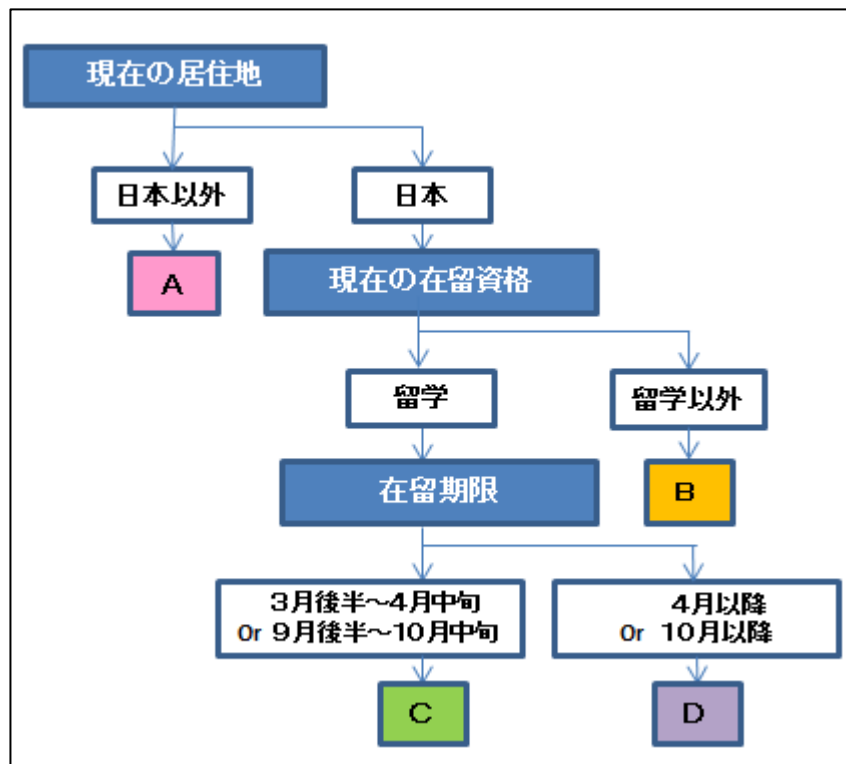 現在の居住地
日本以外
日本
A
現在の在留資格
留学
留学以外
在留期限
B
3月後半～4月中旬
Or 9月後半～10月中旬
4月以降
Or 10月以降
C
D